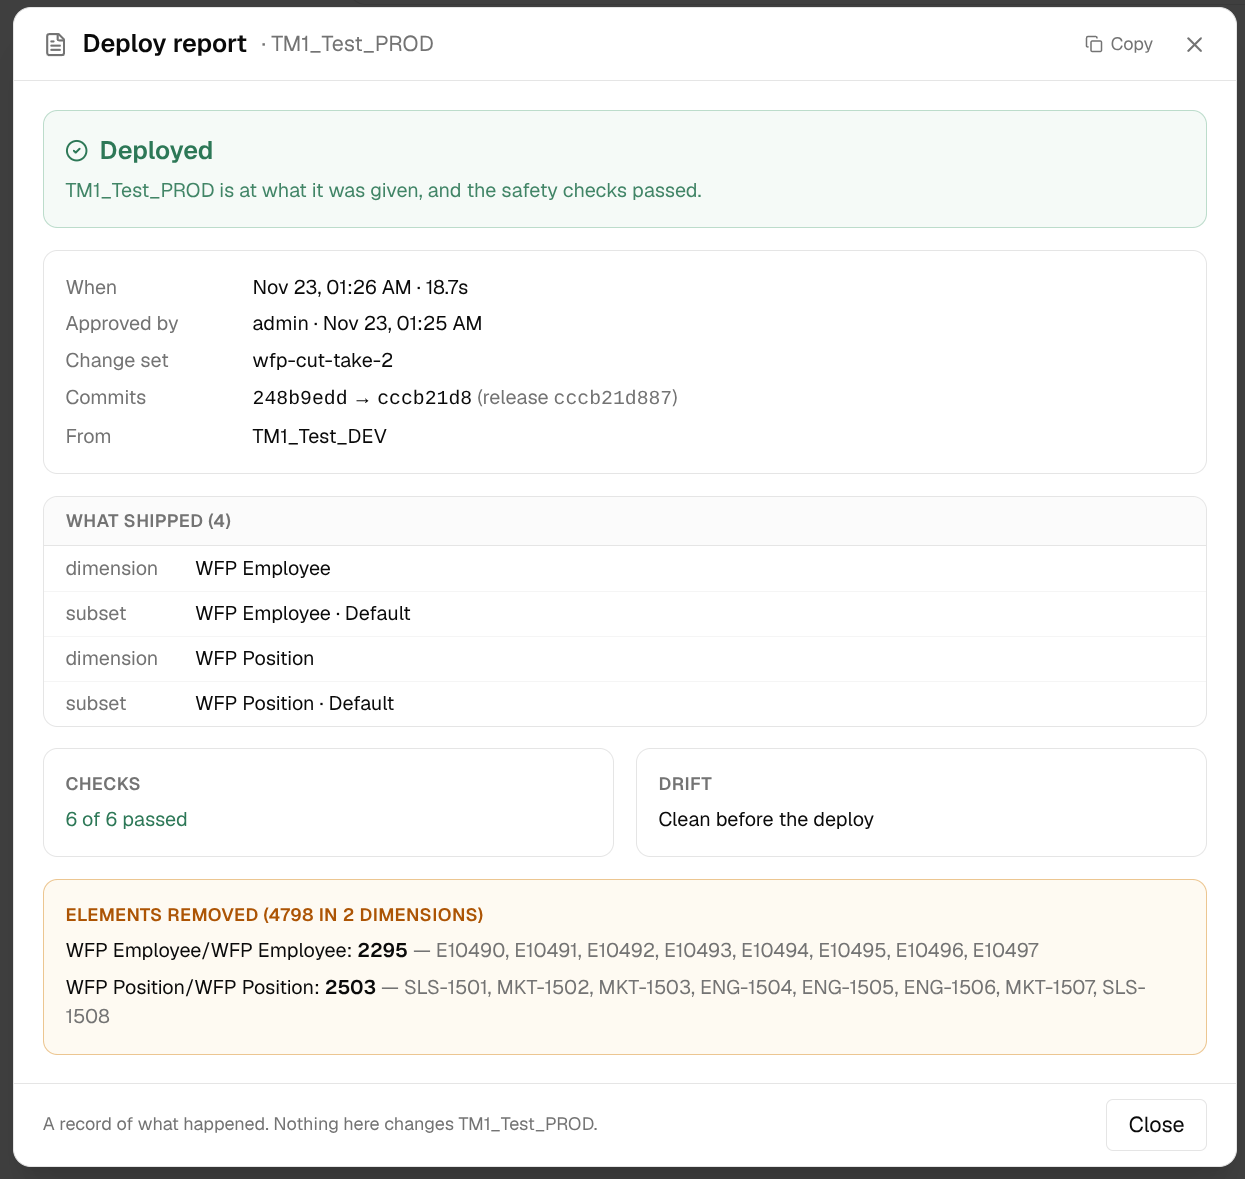 Deploy report · TM1_Test_PROD
Copy
Deployed
TM1_Test_PROD is at what it was given, and the safety checks passed.
When Nov 23, 01:26 AM · 18.7s
Approved by admin · Nov 23, 01:25 AM
Change set wfp-cut-take-2
Commits 248b9edd → cccb21d8 (release cccb21d887)
From TM1_Test_DEV
WHAT SHIPPED (4)
dimension WFP Employee
subset WFP Employee · Default
dimension WFP Position
subset WFP Position · Default
CHECKS
6 of 6 passed
DRIFT
Clean before the deploy
ELEMENTS REMOVED (4798 IN 2 DIMENSIONS)
WFP Employee/WFP Employee: 2295 — E10490, E10491, E10492, E10493, E10494, E10495, E10496, E10497
WFP Position/WFP Position: 2503 — SLS-1501, MKT-1502, MKT-1503, ENG-1504, ENG-1505, ENG-1506, MKT-1507, SLS-
1508
A record of what happened. Nothing here changes TM1_Test_PROD.
Close